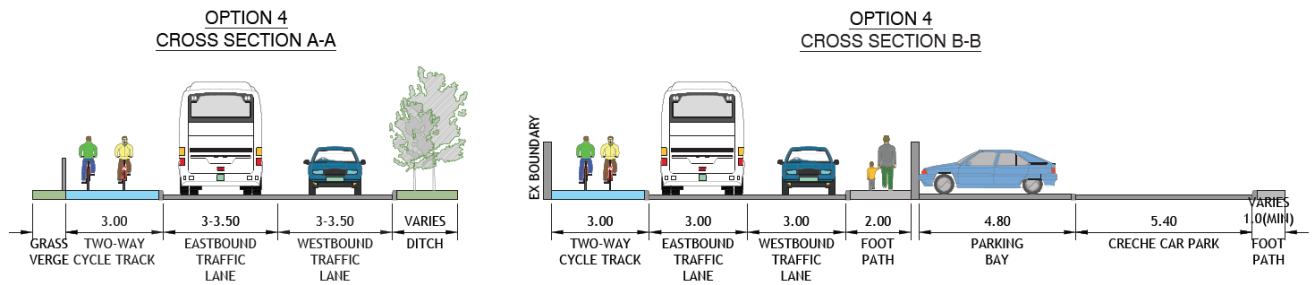 OPTION 4
CROSS SECTION A-A
3.00
3-3.50
3-3.50
VARIES
GRASS
VERGE
TWO-WAY
CYCLE TRACK
EASTBOUND
TRAFFIC
LANE
WESTBOUND
TRAFFIC
LANE
DITCH
OPTION 4
CROSS SECTION B-B
EX BOUNDARY
3.00
3.00
3.00
2.00
4.80
5.40
VARIES
1.0(MIN)
TWO-WAY
CYCLE TRACK
EASTBOUND
TRAFFIC
LANE
WESTBOUND
TRAFFIC
LANE
FOOT
PATH
PARKING
BAY
CRECHE CAR PARK
FOOT
PATH